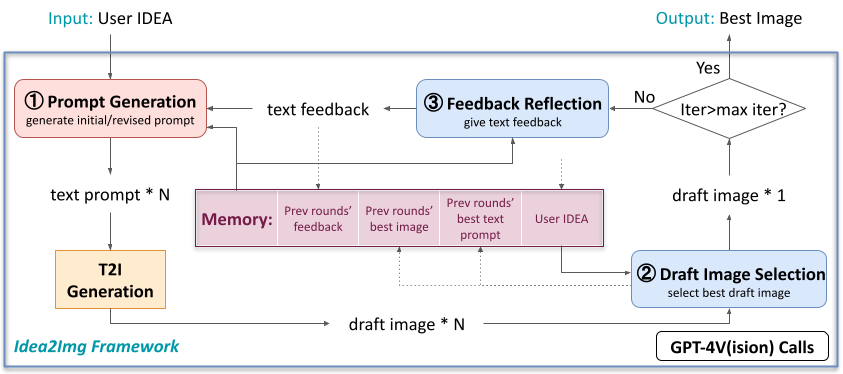 Input: User IDEA
Output: Best Image
Yes
① Prompt Generation
generate initial/revised prompt
text feedback
③ Feedback Reflection
give text feedback
No
Iter>max iter?
text prompt * N
Memory:
Prev rounds’
feedback
Prev rounds’
best image
Prev rounds’
best text
prompt
User IDEA
draft image * 1
T2I
Generation
② Draft Image Selection
select best draft image
draft image * N
Idea2Img Framework
GPT-4V(ision) Calls